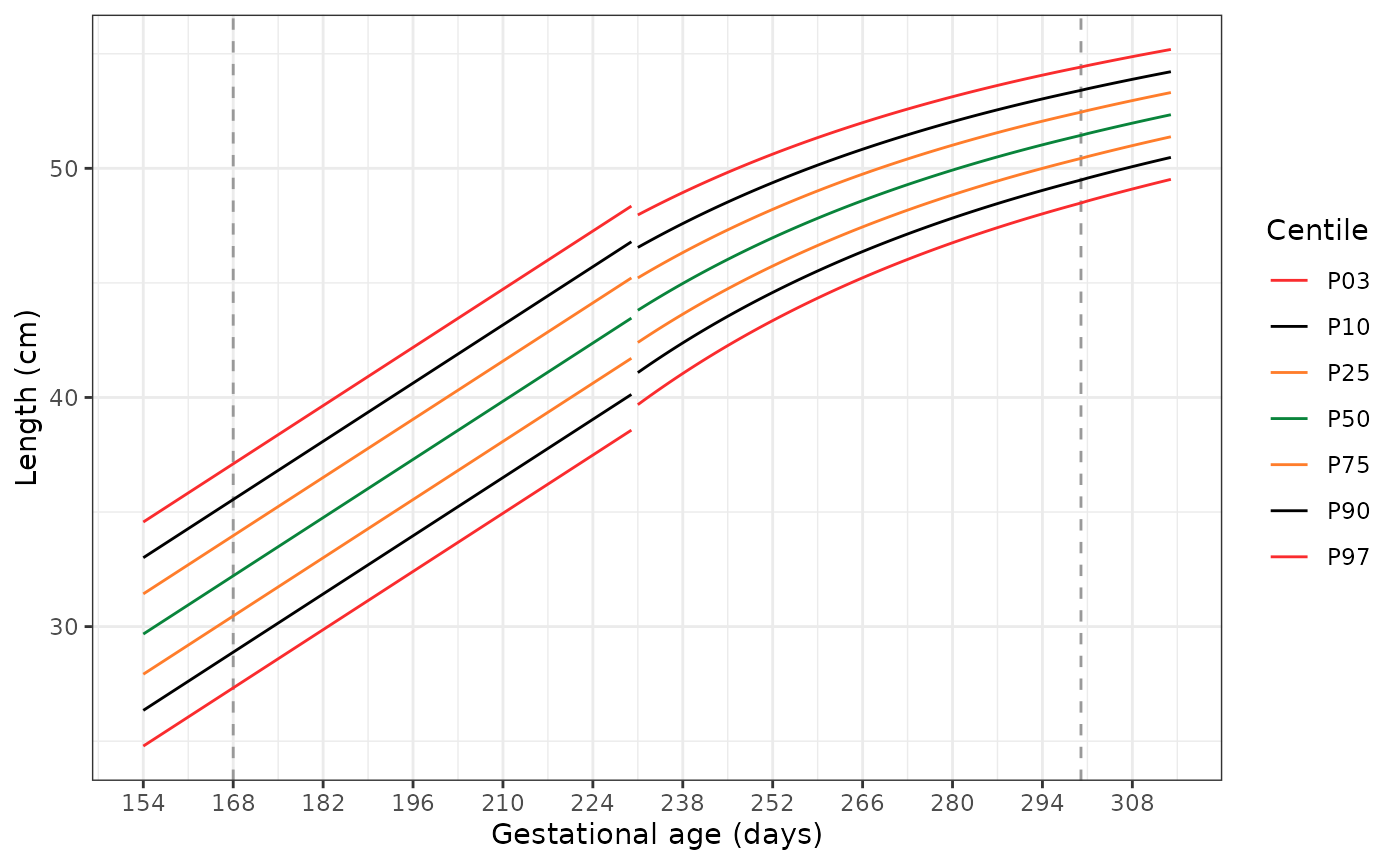 50
40
30
Length (cm)
154 168 182 196 210 224 238 252 266 280 294 308
Gestational age (days)
Centile
P03
P10
P25
P50
P75
P90
P97